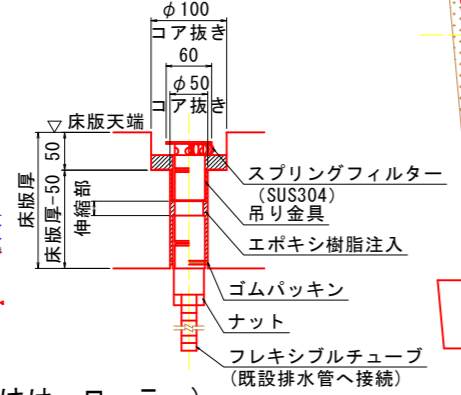 φ100
コア抜き
60
φ50
コア抜き
▽ 床版天端
50
床版厚
床版厚-50
伸縮部
スプリングフィルター
(SUS304)
吊り金具
エポキシ樹脂注入
ゴムパッキン
ナット
フレキシブルチューブ
(既設排水管へ接続)